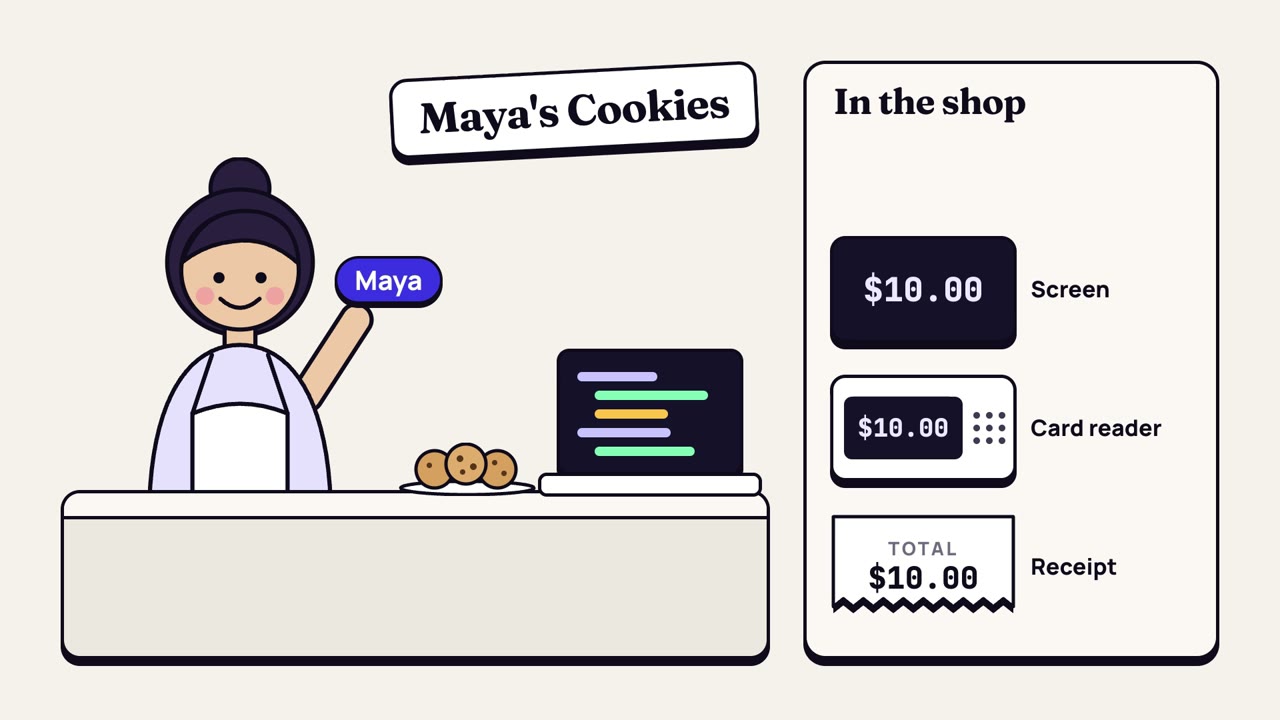 Maya's Cookies
Maya
In the shop
$10.00
Screen
$10.00
Card reader
TOTAL
$10.00
Receipt